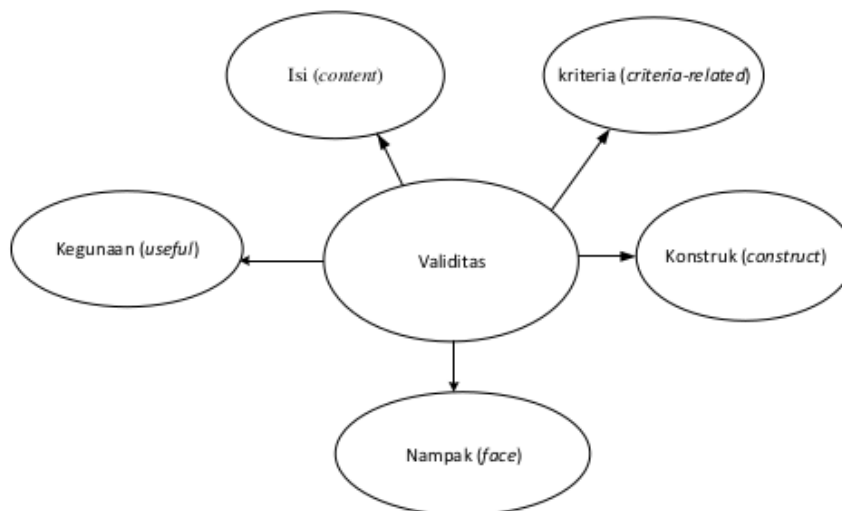 Isi (content)
kriteria (criteria-related)
Kegunaan (useful)
Validitas
Konstruk (construct)
Nampak (face)